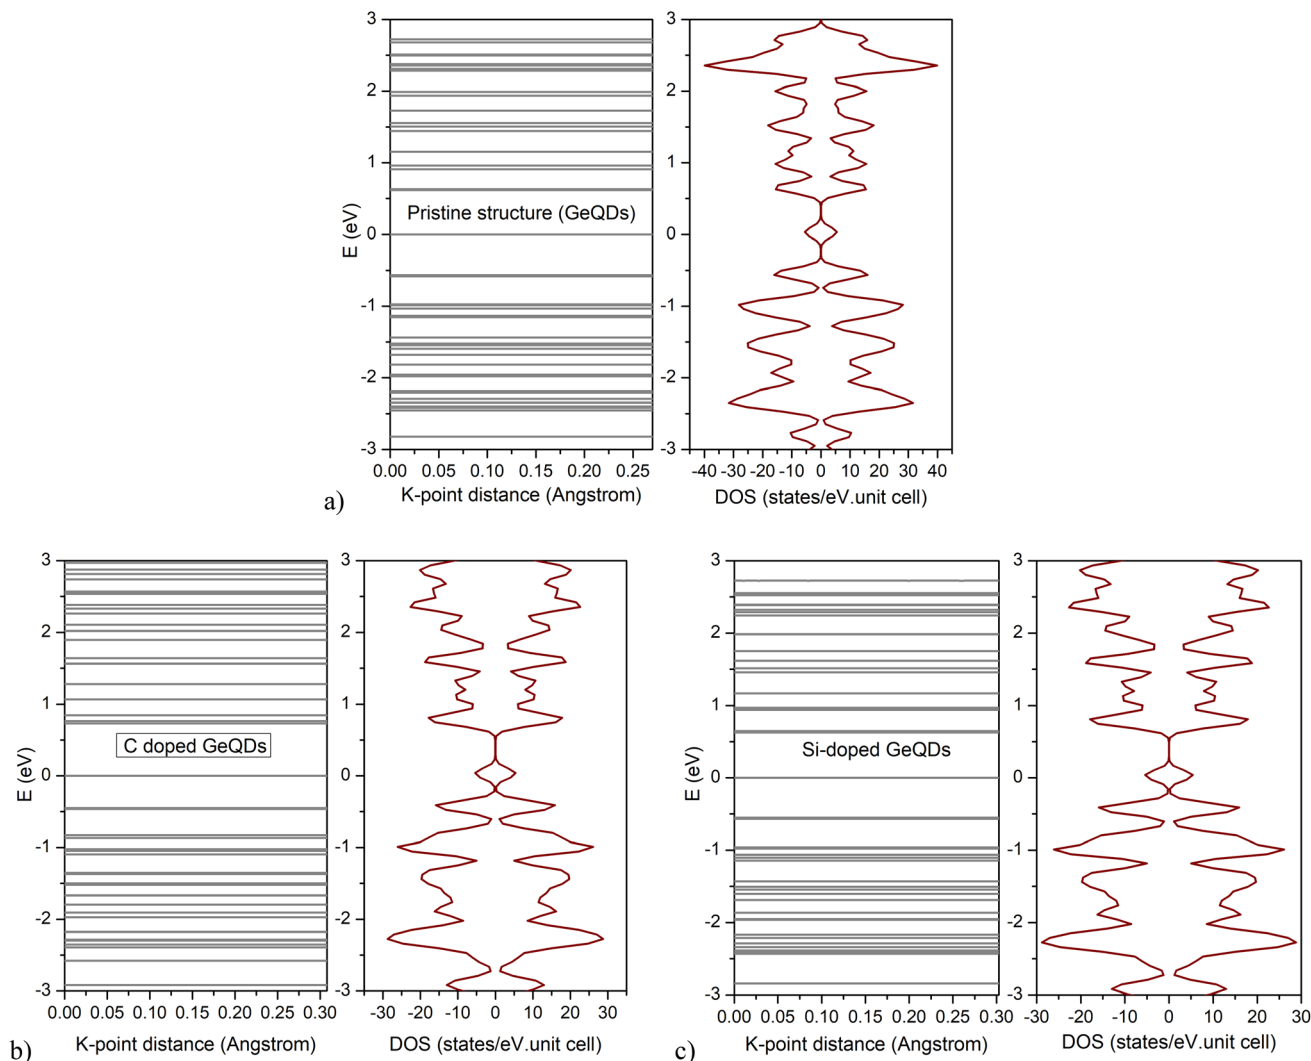 3
2
1
0
-1
-2
-3
E (eV)
Pristine structure (GeQDs)
0.00 0.05 0.10 0.15 0.20 0.25
K-point distance (Angstrom)
3
2
1
0
-1
-2
-3
-40 -30 -20 -10 0 10 20 30 40
DOS (states/eV.unit cell)
a)
3
2
1
0
-1
-2
-3
E (eV)
C doped GeQDs
0.00 0.05 0.10 0.15 0.20 0.25 0.30
K-point distance (Angstrom)
3
2
1
0
-1
-2
-3
-30 -20 -10 0 10 20 30
DOS (states/eV.unit cell)
b)
3
2
1
0
-1
-2
-3
E (eV)
Si-doped GeQDs
0.00 0.05 0.10 0.15 0.20 0.25 0.30
K-point distance (Angstrom)
3
2
1
0
-1
-2
-3
-30 -20 -10 0 10 20 30
DOS (states/eV.unit cell)
c)